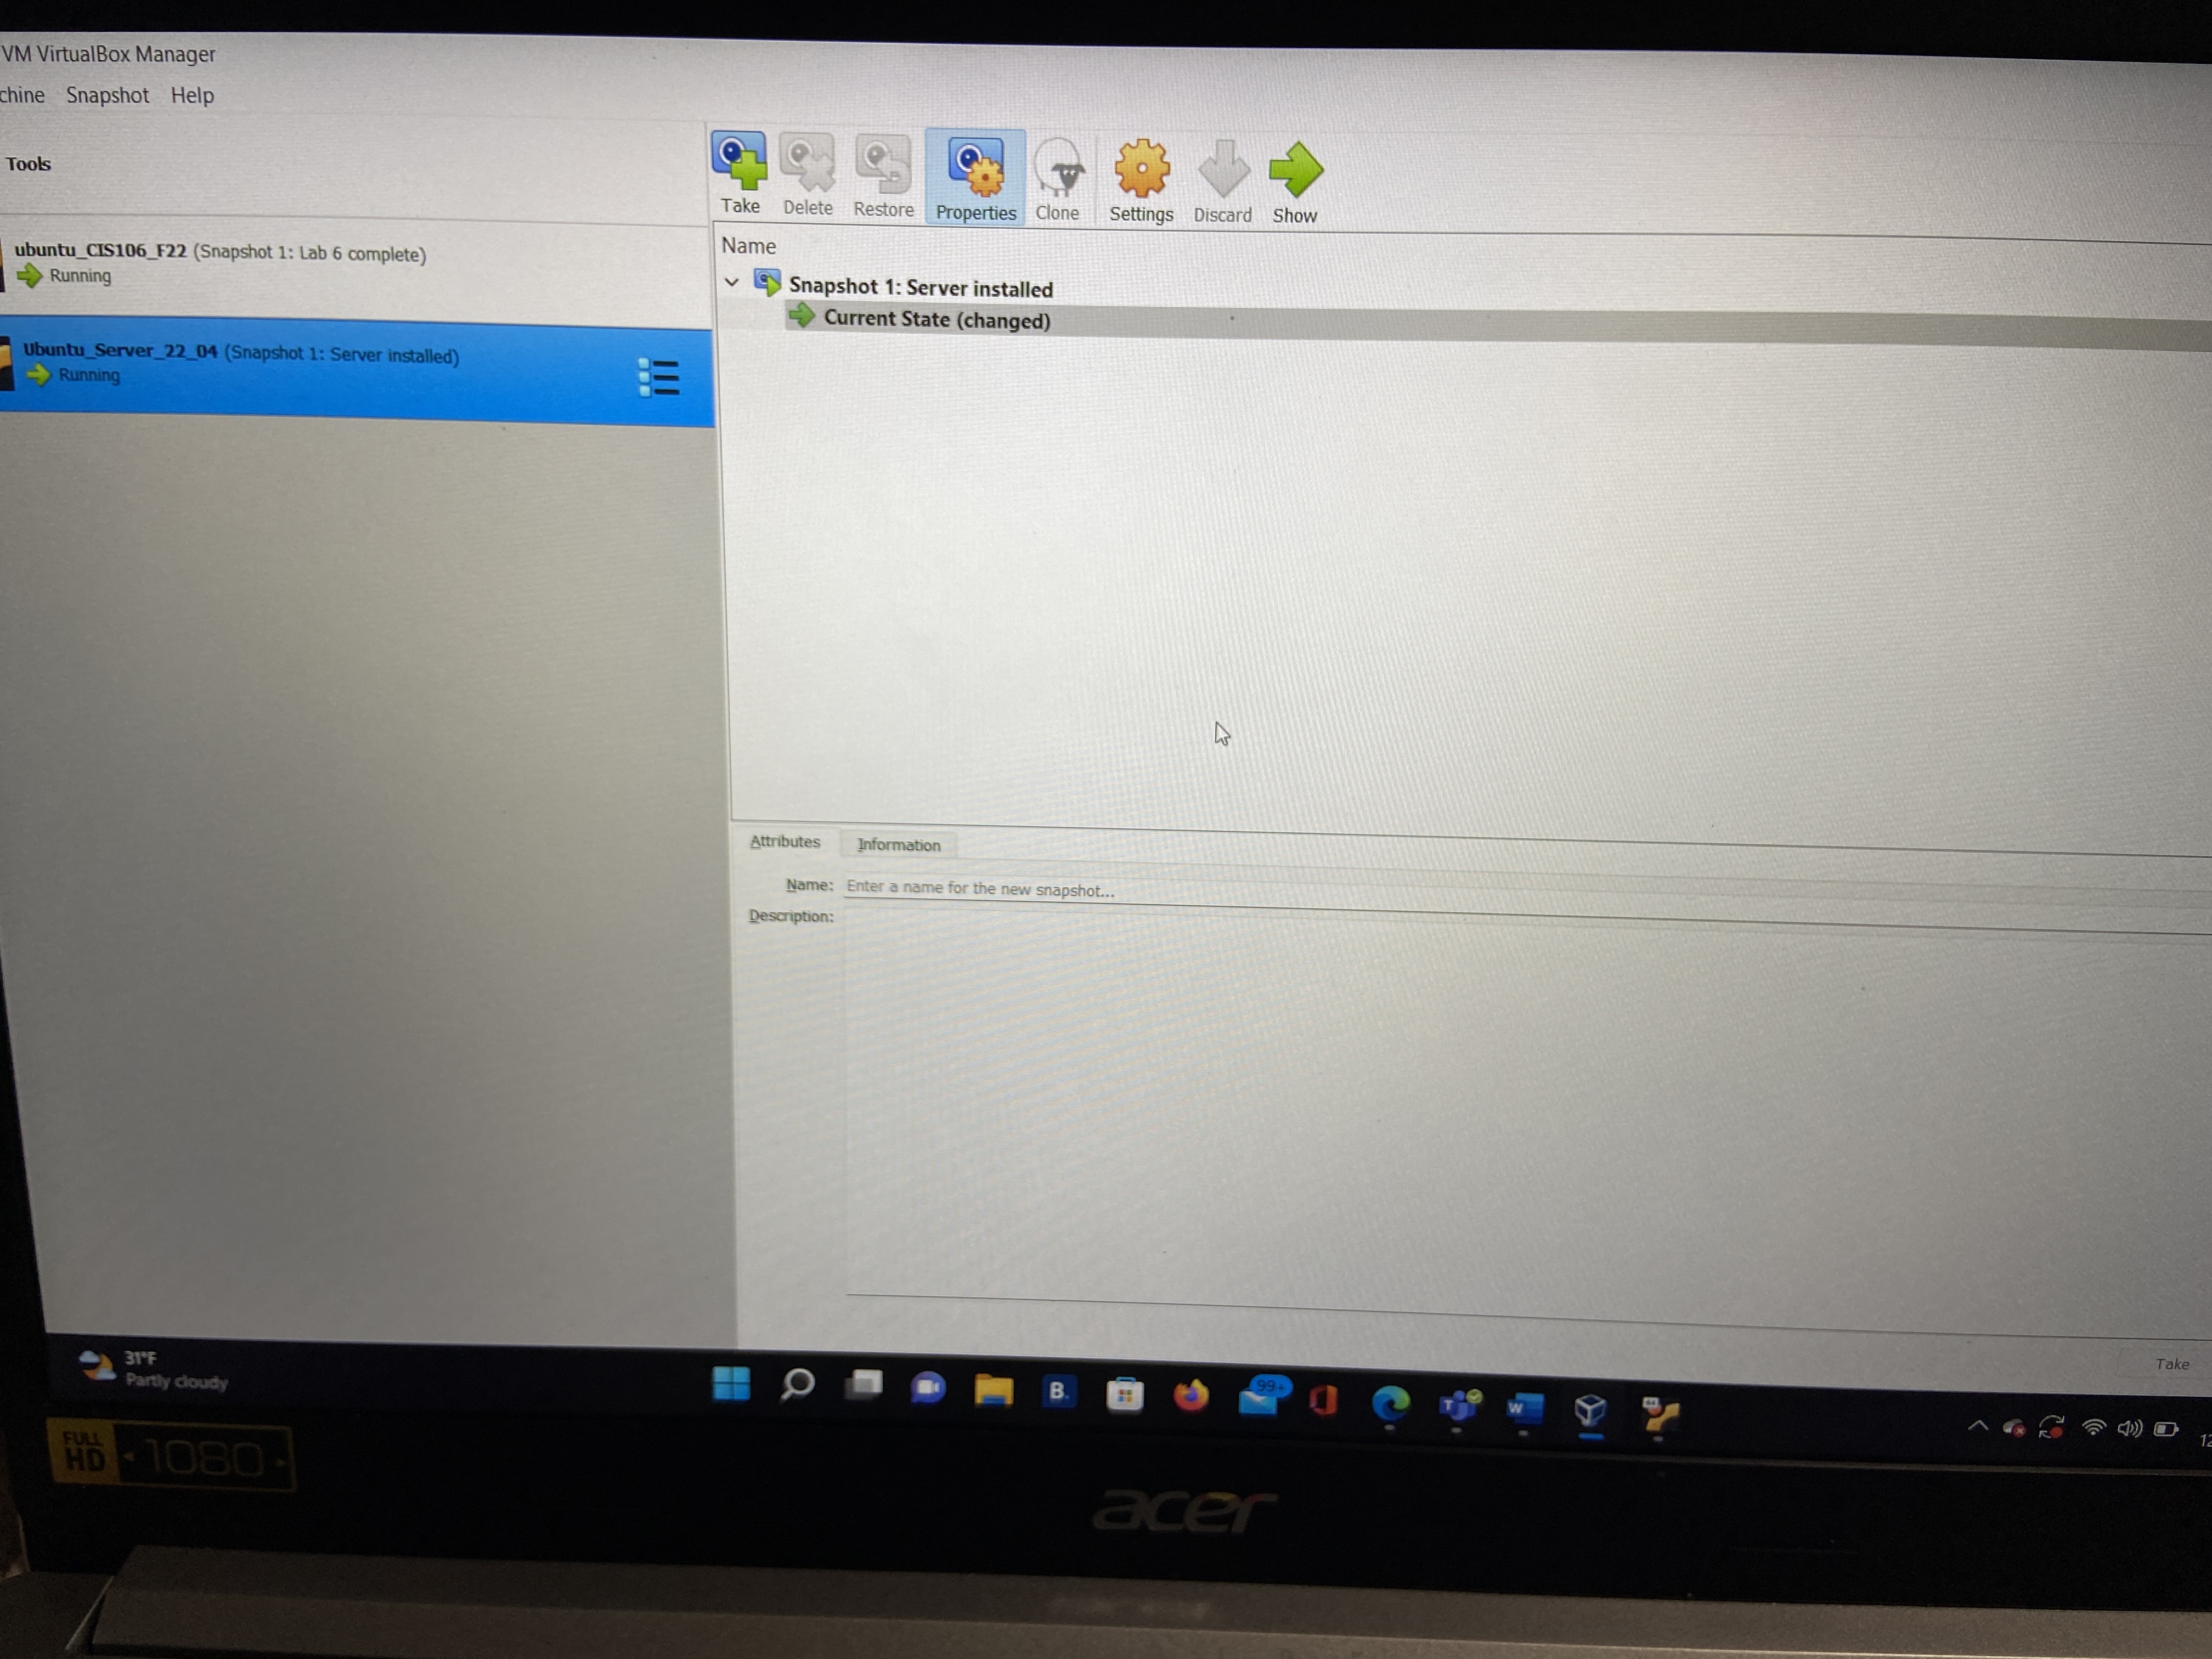 VM VirtualBox Manager
chine Snapshot Help
Tools
Take Delete Restore Properties Clone Settings Discard Show
ubuntu_CIS106_F22 (Snapshot 1: Lab 6 complete)
Running
Ubuntu_Server_22_04 (Snapshot 1: Server installed)
Running
Name
Snapshot 1: Server installed
Current State (changed)
Attributes Information
Name: Enter a name for the new snapshot...
Description:
Take
31°F
Partly cloudy
B.
99+
T
W
64
12
FULL HD 1080
acer